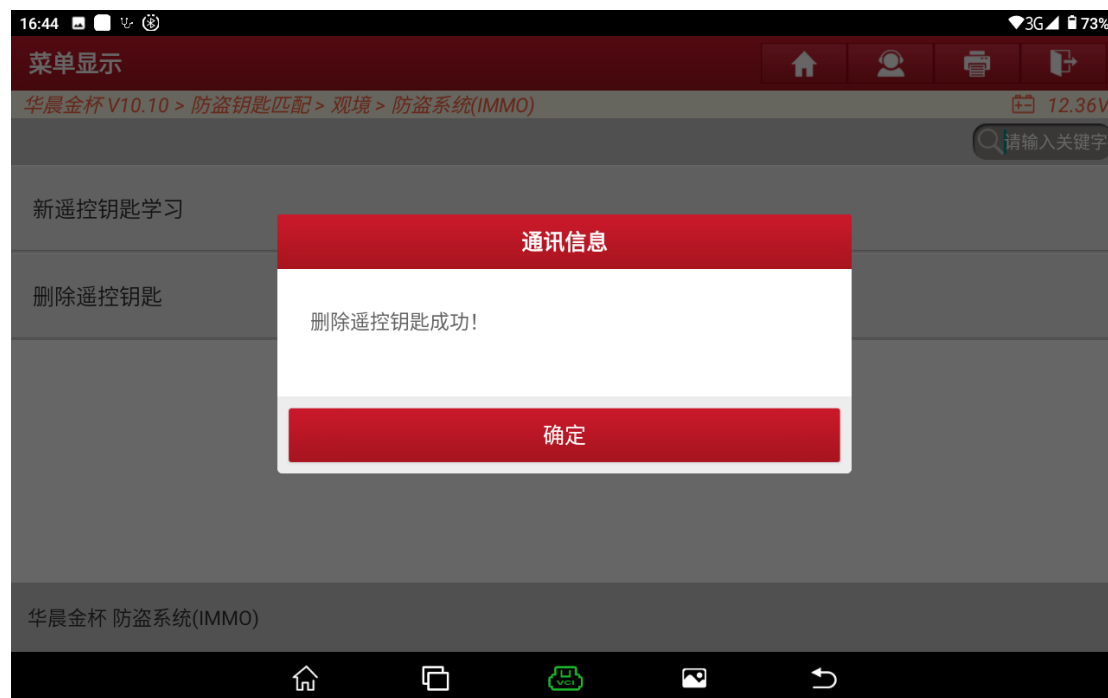 16:44 3G 73%
菜单显示
华晨金杯 V10.10 > 防盗钥匙匹配 > 观境 > 防盗系统(IMMO) 12.36V
请输入关键字
新遥控钥匙学习
通讯信息
删除遥控钥匙
删除遥控钥匙成功!
确定
华晨金杯 防盗系统(IMMO)
VCI